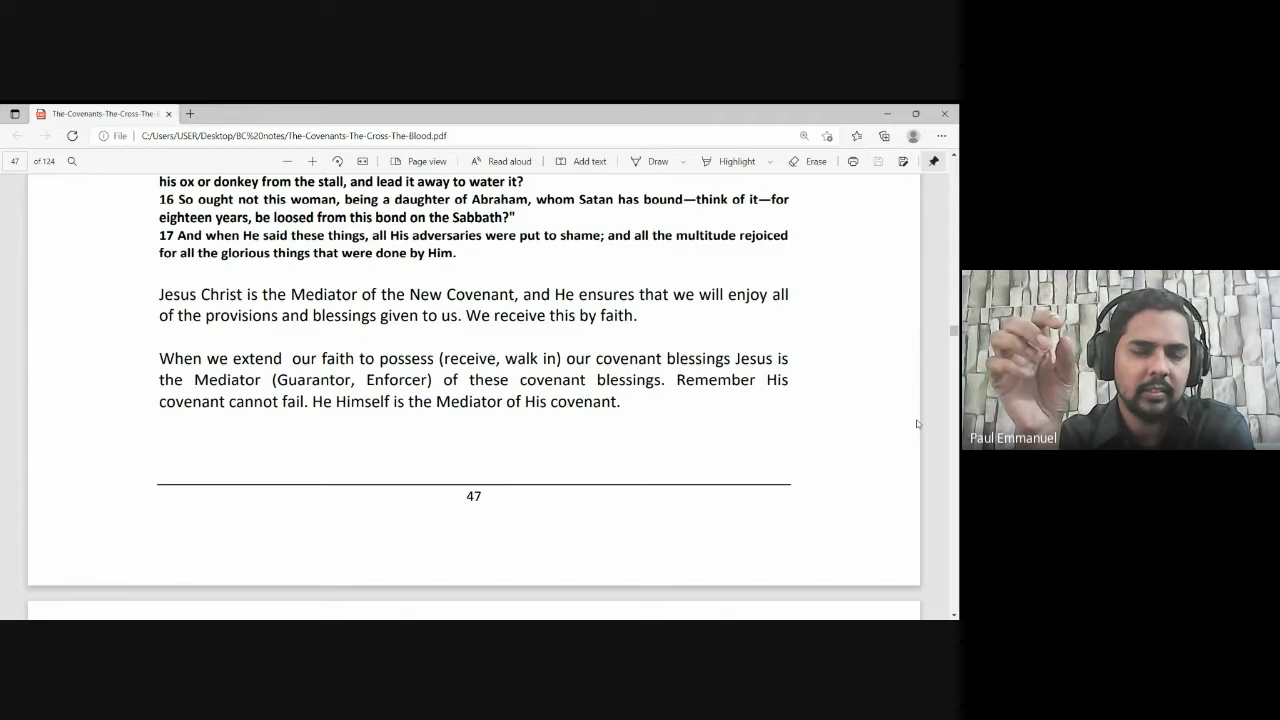 The-Covenants-The-Cross-The-B
File
C:/Users/USER/Desktop/BC%20notes/The-Covenants-The-Cross-The-Blood.pdf
47 of 124
Page view
Read aloud
Add text
Draw
Highlight
Erase
his ox or donkey from the stall, and lead it away to water it?
16 So ought not this woman, being a daughter of Abraham, whom Satan has bound—think of it—for
eighteen years, be loosed from this bond on the Sabbath?"
17 And when He said these things, all His adversaries were put to shame; and all the multitude rejoiced
for all the glorious things that were done by Him.
Jesus Christ is the Mediator of the New Covenant, and He ensures that we will enjoy all
of the provisions and blessings given to us. We receive this by faith.
When we extend our faith to possess (receive, walk in) our covenant blessings Jesus is
the Mediator (Guarantor, Enforcer) of these covenant blessings. Remember His
covenant cannot fail. He Himself is the Mediator of His covenant.
47
Paul Emmanuel